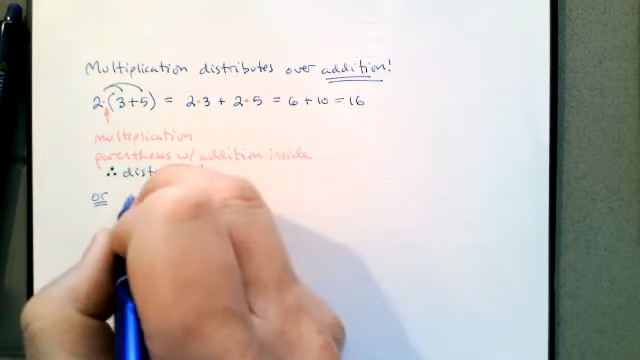 Multiplication distributes over addition!
2·(3+5) = 2·3 + 2·5 = 6+10 = 16
multiplication
parentheses w/ addition inside
∴
or